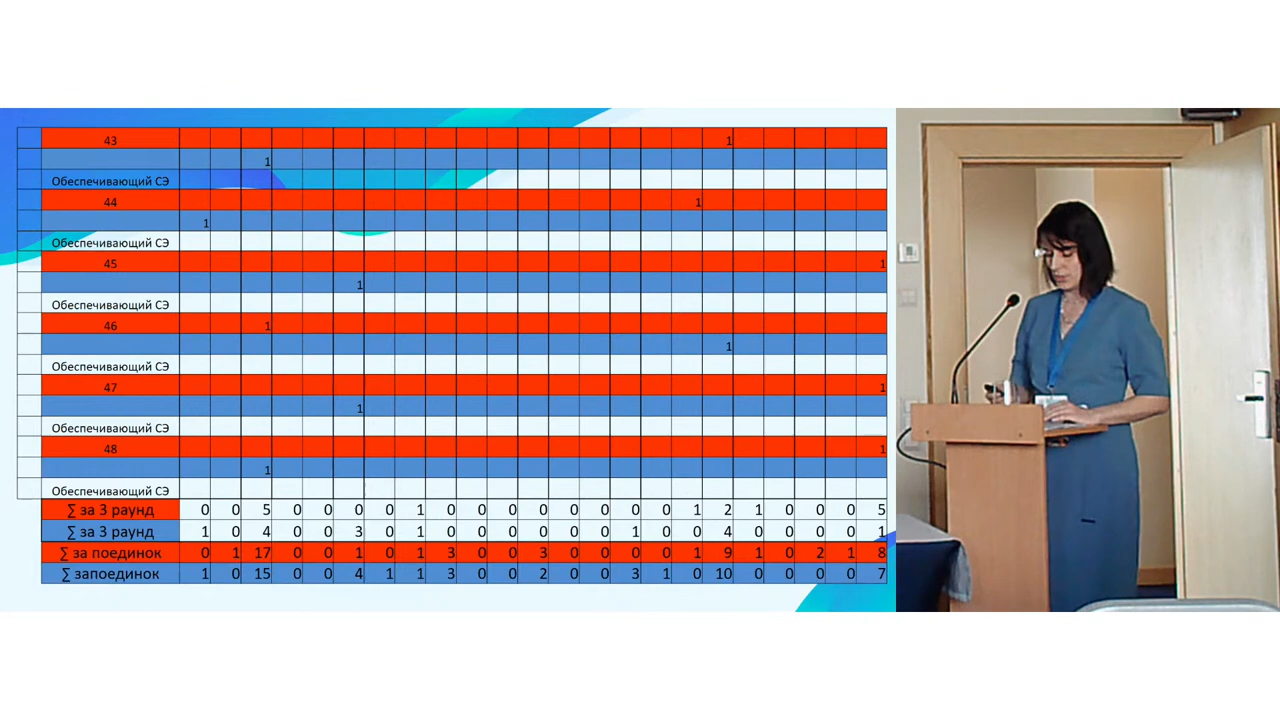 43 1
1
Обеспечивающий СЭ
44 1
1
Обеспечивающий СЭ
45 1
1
Обеспечивающий СЭ
46 1
1
Обеспечивающий СЭ
47 1
1
Обеспечивающий СЭ
48 1
1
Обеспечивающий СЭ
∑ за 3 раунд 0 0 5 0 0 0 0 1 0 0 0 0 0 0 0 0 1 2 1 0 0 0 5
∑ за 3 раунд 1 0 4 0 0 3 0 1 0 0 0 0 0 0 1 0 0 4 0 0 0 0 1
∑ за поединок 0 1 17 0 0 1 0 1 3 0 0 3 0 0 0 0 1 9 1 0 2 1 8
∑ запоединок 1 0 15 0 0 4 1 1 3 0 0 2 0 0 3 1 0 10 0 0 0 0 7